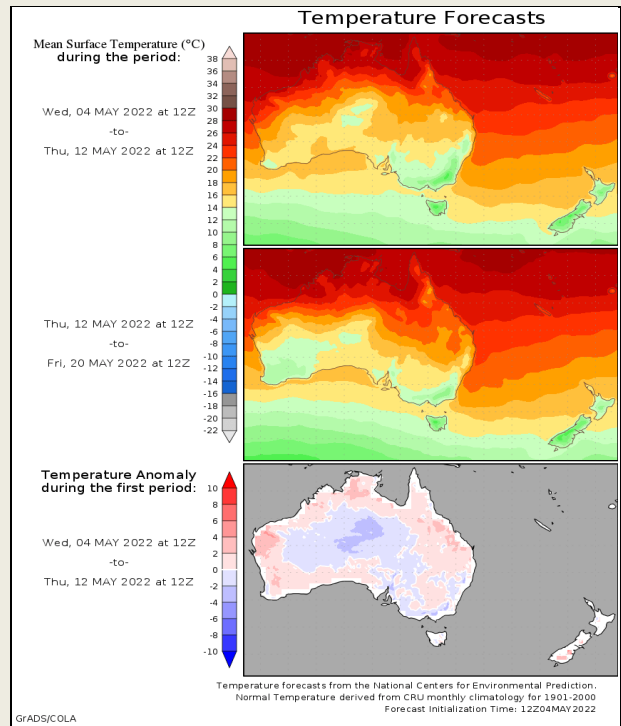 Temperature Forecasts
Mean Surface Temperature (°C)
during the period:
38
36
34
32
30
28
26
24
22
20
18
16
14
12
10
8
6
4
2
0
-2
-4
-6
-8
-10
-12
-14
-16
-18
-20
-22
Wed, 04 MAY 2022 at 12Z
-to-
Thu, 12 MAY 2022 at 12Z
Thu, 12 MAY 2022 at 12Z
-to-
Fri, 20 MAY 2022 at 12Z
Temperature Anomaly
during the first period:
10
8
6
4
2
0
-2
-4
-6
-8
-10
Wed, 04 MAY 2022 at 12Z
-to-
Thu, 12 MAY 2022 at 12Z
Temperature forecasts from the National Centers for Environmental Prediction.
Normal Temperature derived from CRU monthly climatology for 1901-2000
Forecast Initialization Time: 12Z04MAY2022
GrADS/COLA